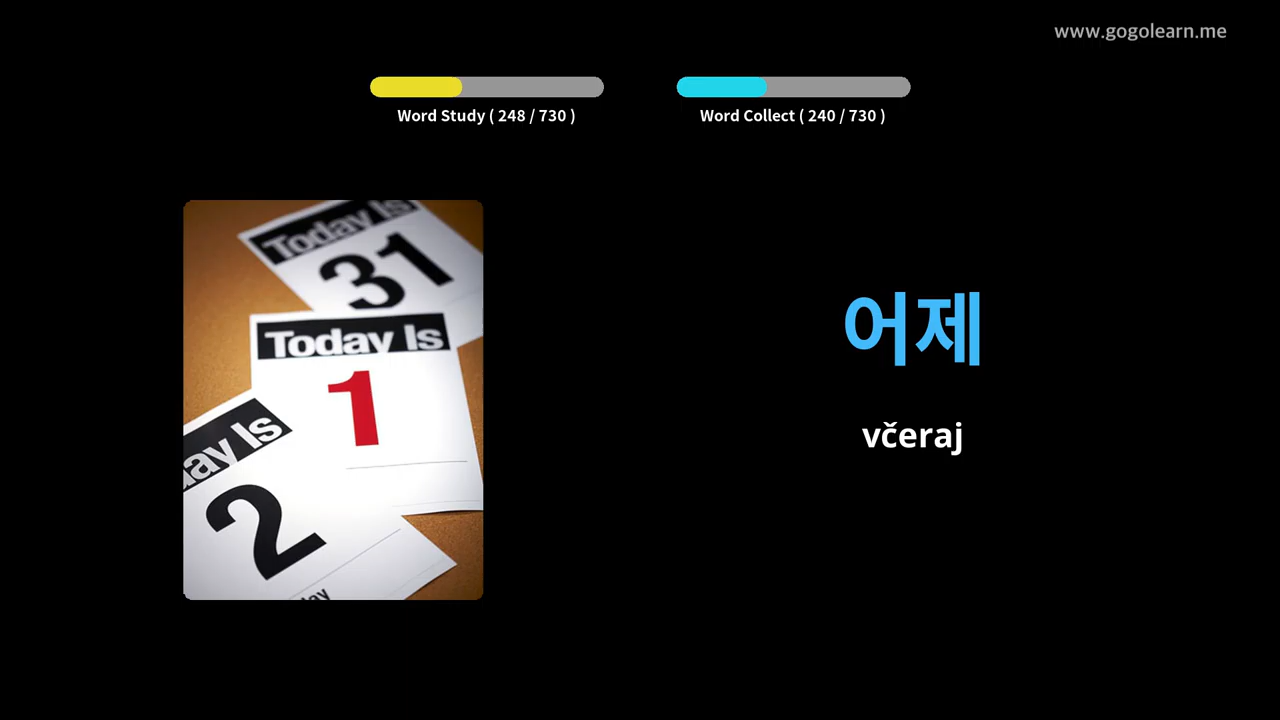 www.gogolearn.me
Word Study ( 248 / 730 )
Word Collect ( 240 / 730 )
Today Is
31
Today Is
1
day Is
2
어제
včeraj